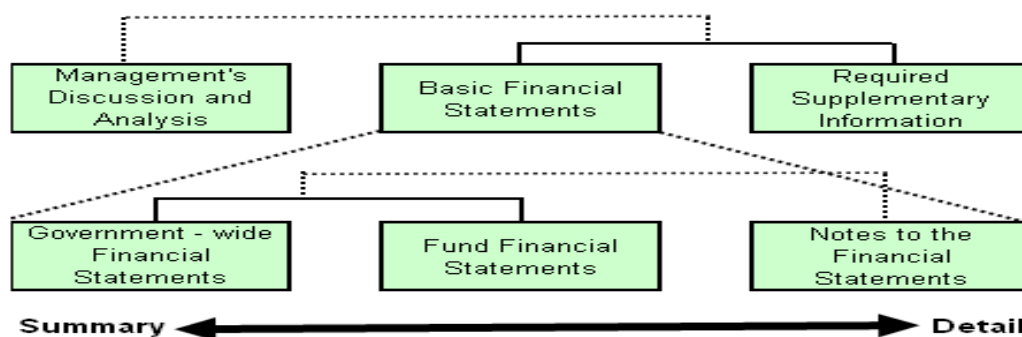 Management's
Discussion and
Analysis
Basic Financial
Statements
Required
Supplementary
Information
Government - wide
Financial
Statements
Fund Financial
Statements
Notes to the
Financial
Statements
Summary
Detail